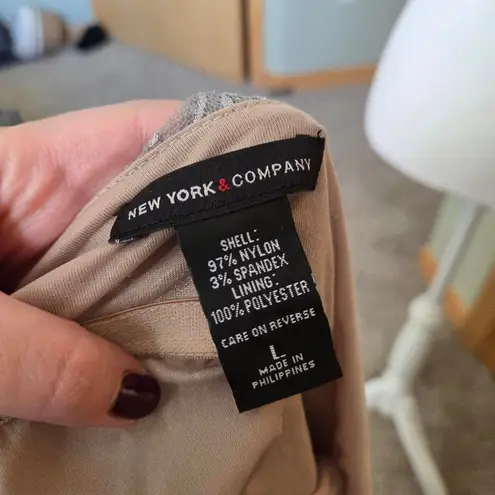 NEW YORK & COMPANY
SHELL:
97% NYLON
3% SPANDEX
LINING:
100% POLYESTER
CARE ON REVERSE
L
MADE IN
PHILIPPINES